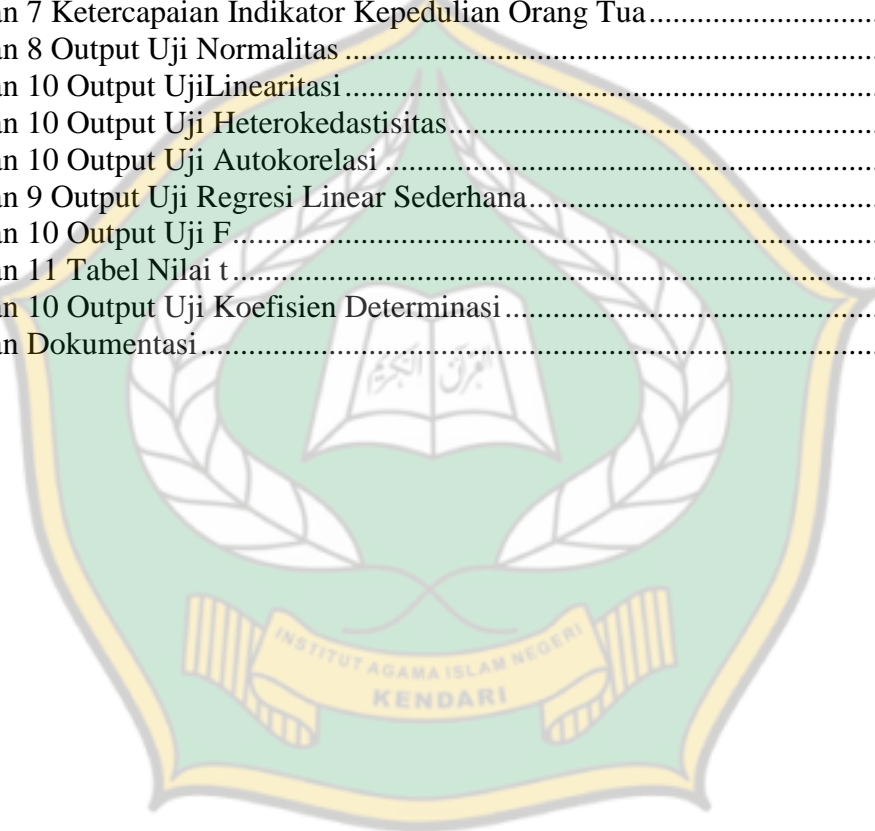 an 7 Ketercapaian Indikator Kepedulian Orang Tua................................
an 8 Output Uji Normalitas ................................
an 10 Output UjiLinearitasi................................
an 10 Output Uji Heterokedastisitas................................
an 10 Output Uji Autokorelasi ................................
an 9 Output Uji Regresi Linear Sederhana................................
an 10 Output Uji F................................
an 11 Tabel Nilai t................................
an 10 Output Uji Koefisien Determinasi................................
an Dokumentasi................................
القرآن الكريم
INSTITUT AGAMA ISLAM NEGERI
KENDARI